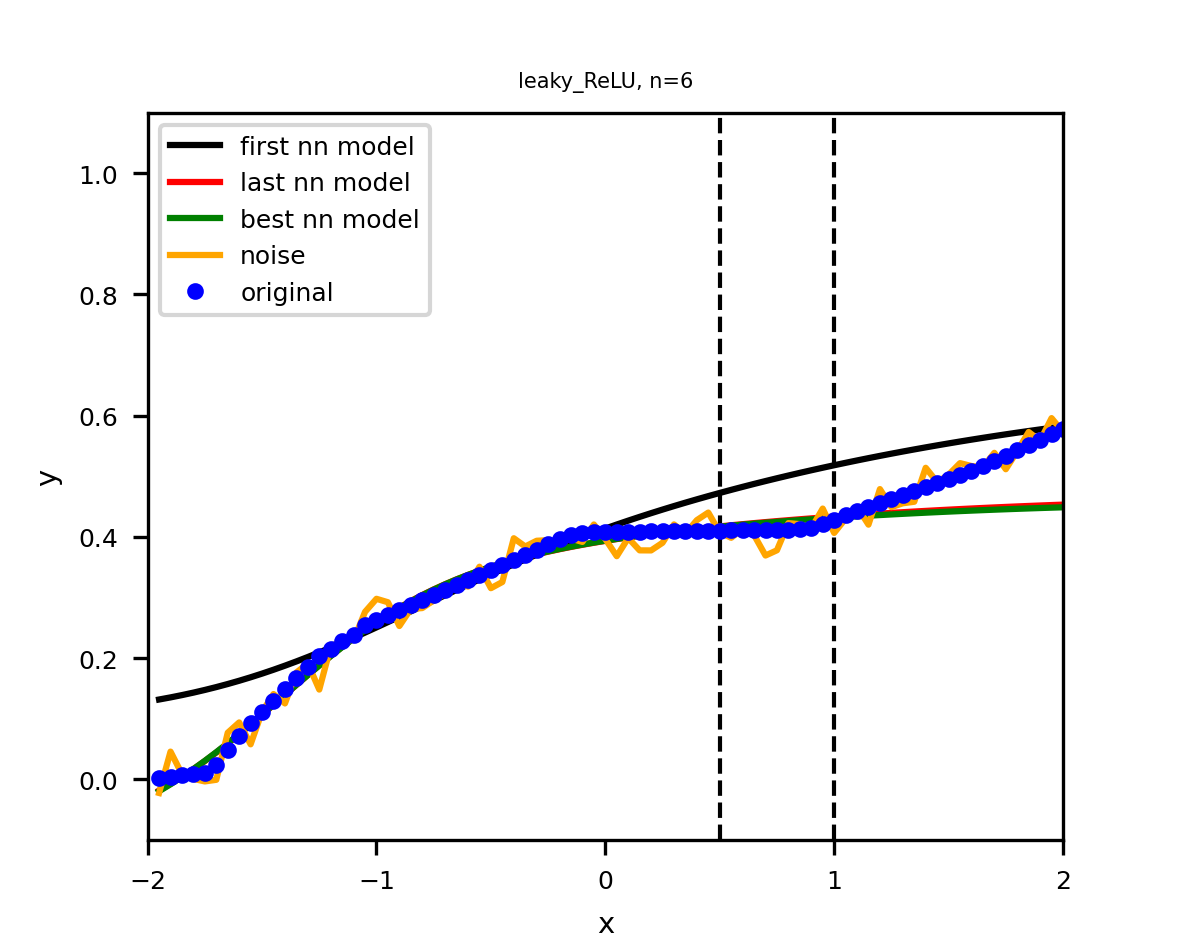 leaky_ReLU, n=6
first nn model
last nn model
best nn model
noise
original
1.0
0.8
0.6
0.4
0.2
0.0
y
−2 −1 0 1 2
x